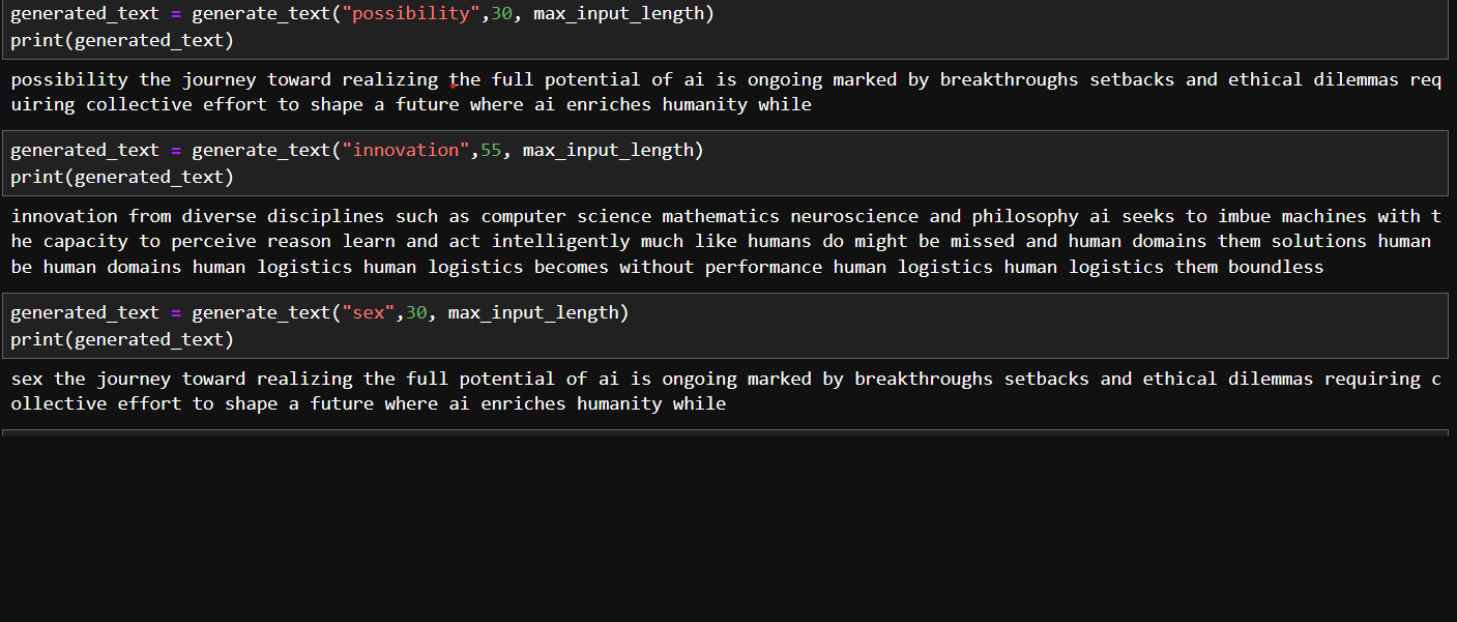 generated_text = generate_text("possibility",30, max_input_length)
print(generated_text)
possibility the journey toward realizing the full potential of ai is ongoing marked by breakthroughs setbacks and ethical dilemmas req
uiring collective effort to shape a future where ai enriches humanity while
generated_text = generate_text("innovation",55, max_input_length)
print(generated_text)
innovation from diverse disciplines such as computer science mathematics neuroscience and philosophy ai seeks to imbue machines with t
he capacity to perceive reason learn and act intelligently much like humans do might be missed and human domains them solutions human
be human domains human logistics human logistics becomes without performance human logistics human logistics them boundless
generated_text = generate_text("sex",30, max_input_length)
print(generated_text)
sex the journey toward realizing the full potential of ai is ongoing marked by breakthroughs setbacks and ethical dilemmas requiring c
ollective effort to shape a future where ai enriches humanity while